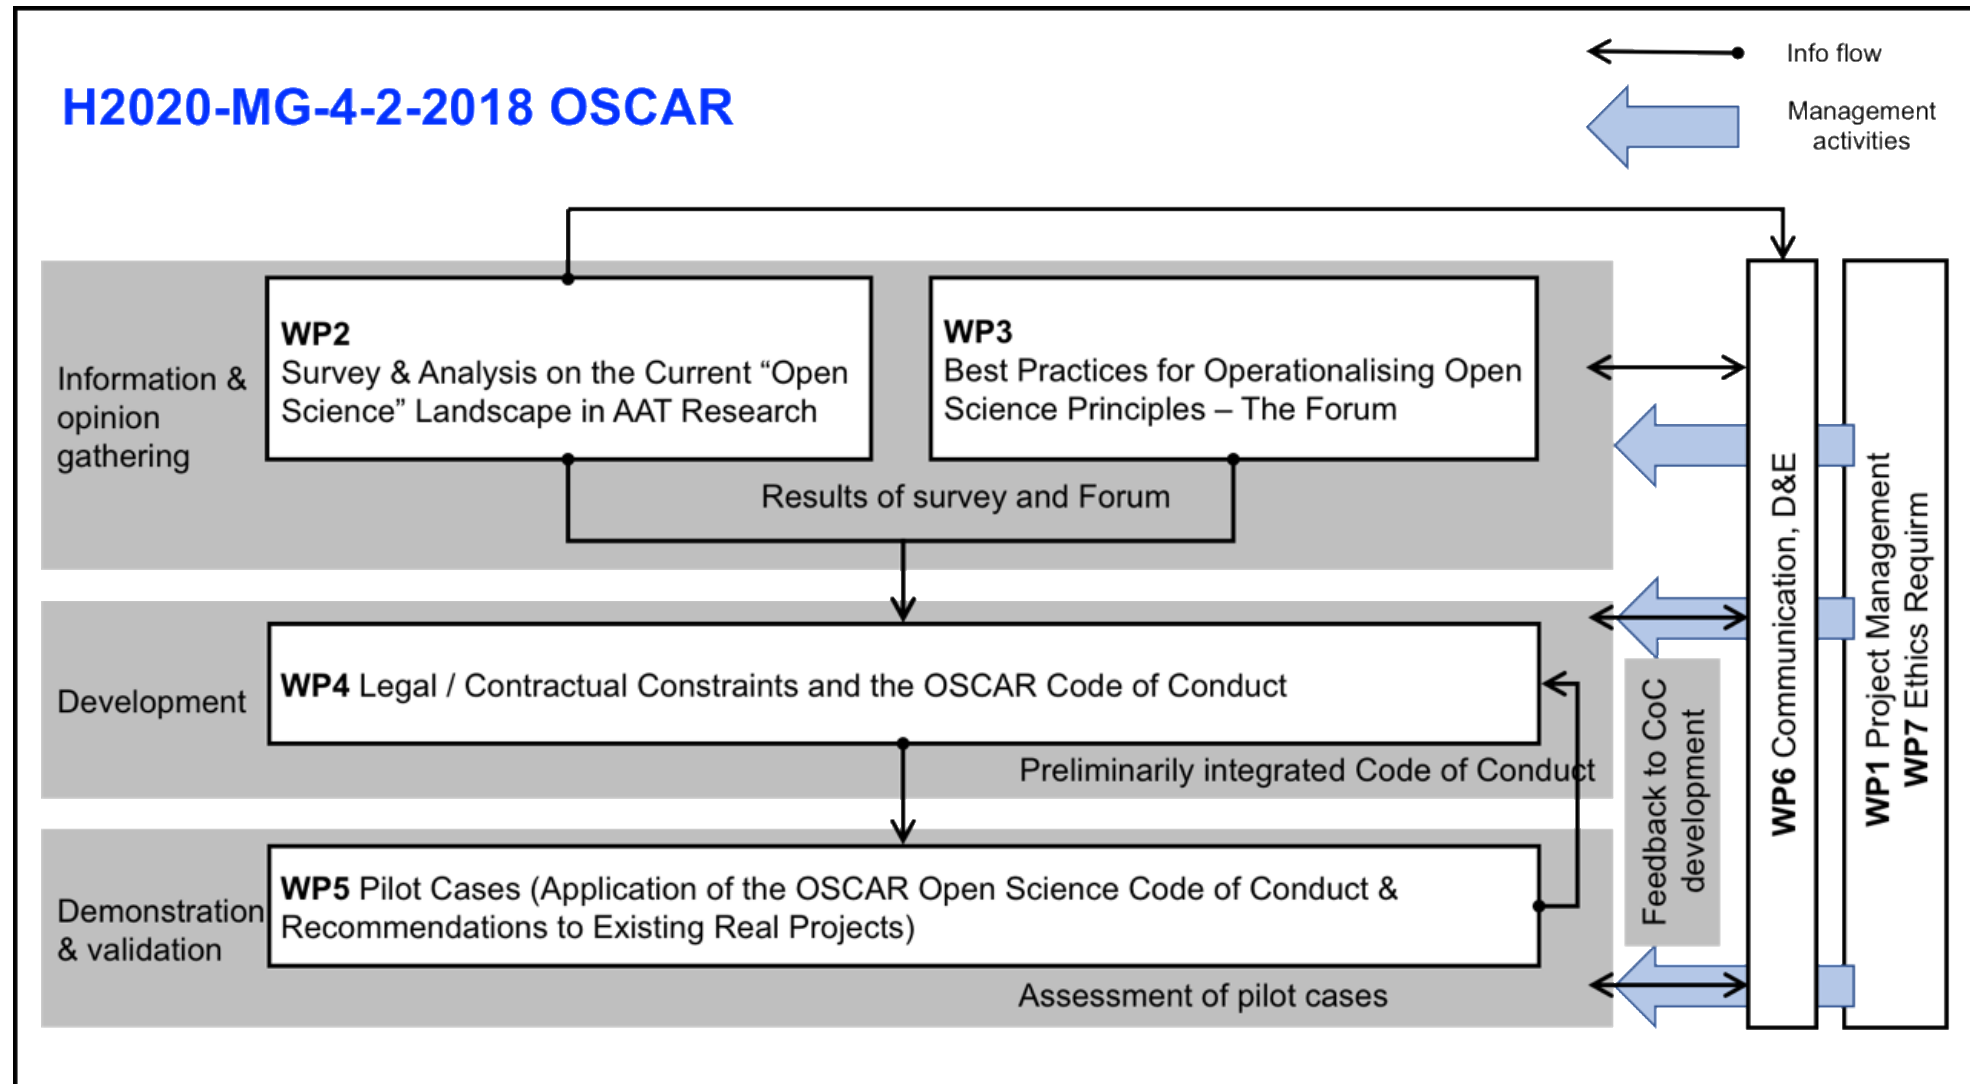 H2020-MG-4-2-2018 OSCAR
Info flow
Management
activities
Information &
opinion
gathering
WP2
Survey & Analysis on the Current “Open
Science” Landscape in AAT Research
WP3
Best Practices for Operationalising Open
Science Principles – The Forum
Results of survey and Forum
Development
WP4 Legal / Contractual Constraints and the OSCAR Code of Conduct
Preliminarily integrated Code of Conduct
Demonstration
& validation
WP5 Pilot Cases (Application of the OSCAR Open Science Code of Conduct &
Recommendations to Existing Real Projects)
Assessment of pilot cases
Feedback to CoC
development
WP6 Communication, D&E
WP1 Project Management
WP7 Ethics Requirm